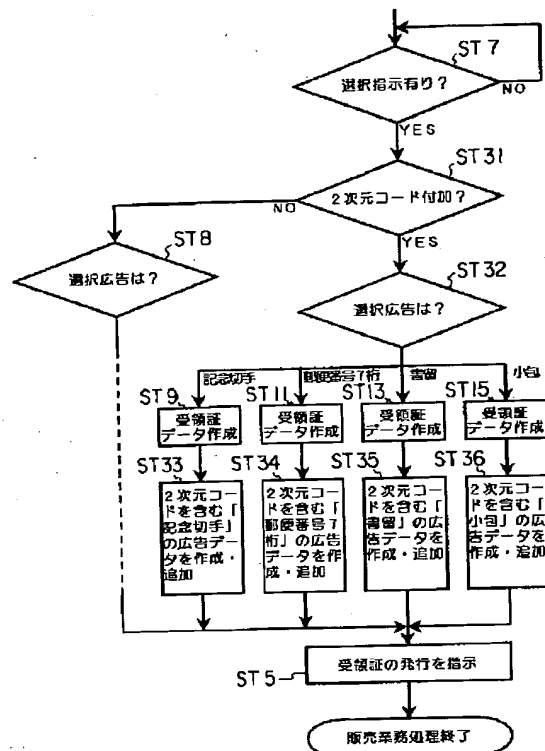 ST7
選択指示有り?
NO
YES
ST31
2次元コード付加?
NO
YES
ST8
選択広告は?
ST32
選択広告は?
記念切手
郵便番号7桁
書留
小包
ST9
受領証
データ作成
ST11
受領証
データ作成
ST13
受領証
データ作成
ST15
受領証
データ作成
ST33
2次元コー
ドを含む「
記念切手」
の広告デー
タを作成・
追加
ST34
2次元コー
ドを含む「
郵便番号7
桁」の広告
データを作
成・追加
ST35
2次元コー
ドを含む「
書留」の広
告データを
作成・追加
ST36
2次元コー
ドを含む「
小包」の広
告データを
作成・追加
ST5
受領証の発行を指示
販売業務処理終了